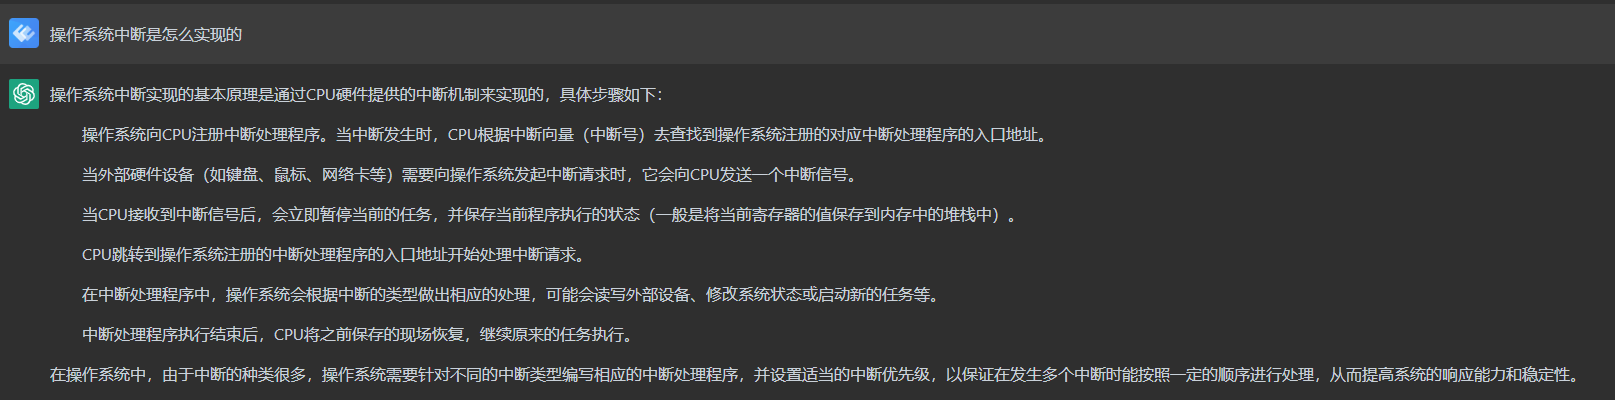 操作系统中断是怎么实现的
操作系统中断实现的基本原理是通过CPU硬件提供的中断机制来实现的，具体步骤如下：
操作系统向CPU注册中断处理程序。当中断发生时，CPU根据中断向量（中断号）去查找到操作系统注册的对应中断处理程序的入口地址。
当外部硬件设备（如键盘、鼠标、网络卡等）需要向操作系统发起中断请求时，它会向CPU发送一个中断信号。
当CPU接收到中断信号后，会立即暂停当前的任务，并保存当前程序执行的状态（一般是将当前寄存器的值保存到内存中的堆栈中）。
CPU跳转到操作系统注册的中断处理程序的入口地址开始处理中断请求。
在中断处理程序中，操作系统会根据中断的类型做出相应的处理，可能会读写外部设备、修改系统状态或启动新的任务等。
中断处理程序执行结束后，CPU将之前保存的现场恢复，继续原来的任务执行。
在操作系统中，由于中断的种类很多，操作系统需要针对不同的中断类型编写相应的中断处理程序，并设置适当的中断优先级，以保证在发生多个中断时能按照一定的顺序进行处理，从而提高系统的响应能力和稳定性。